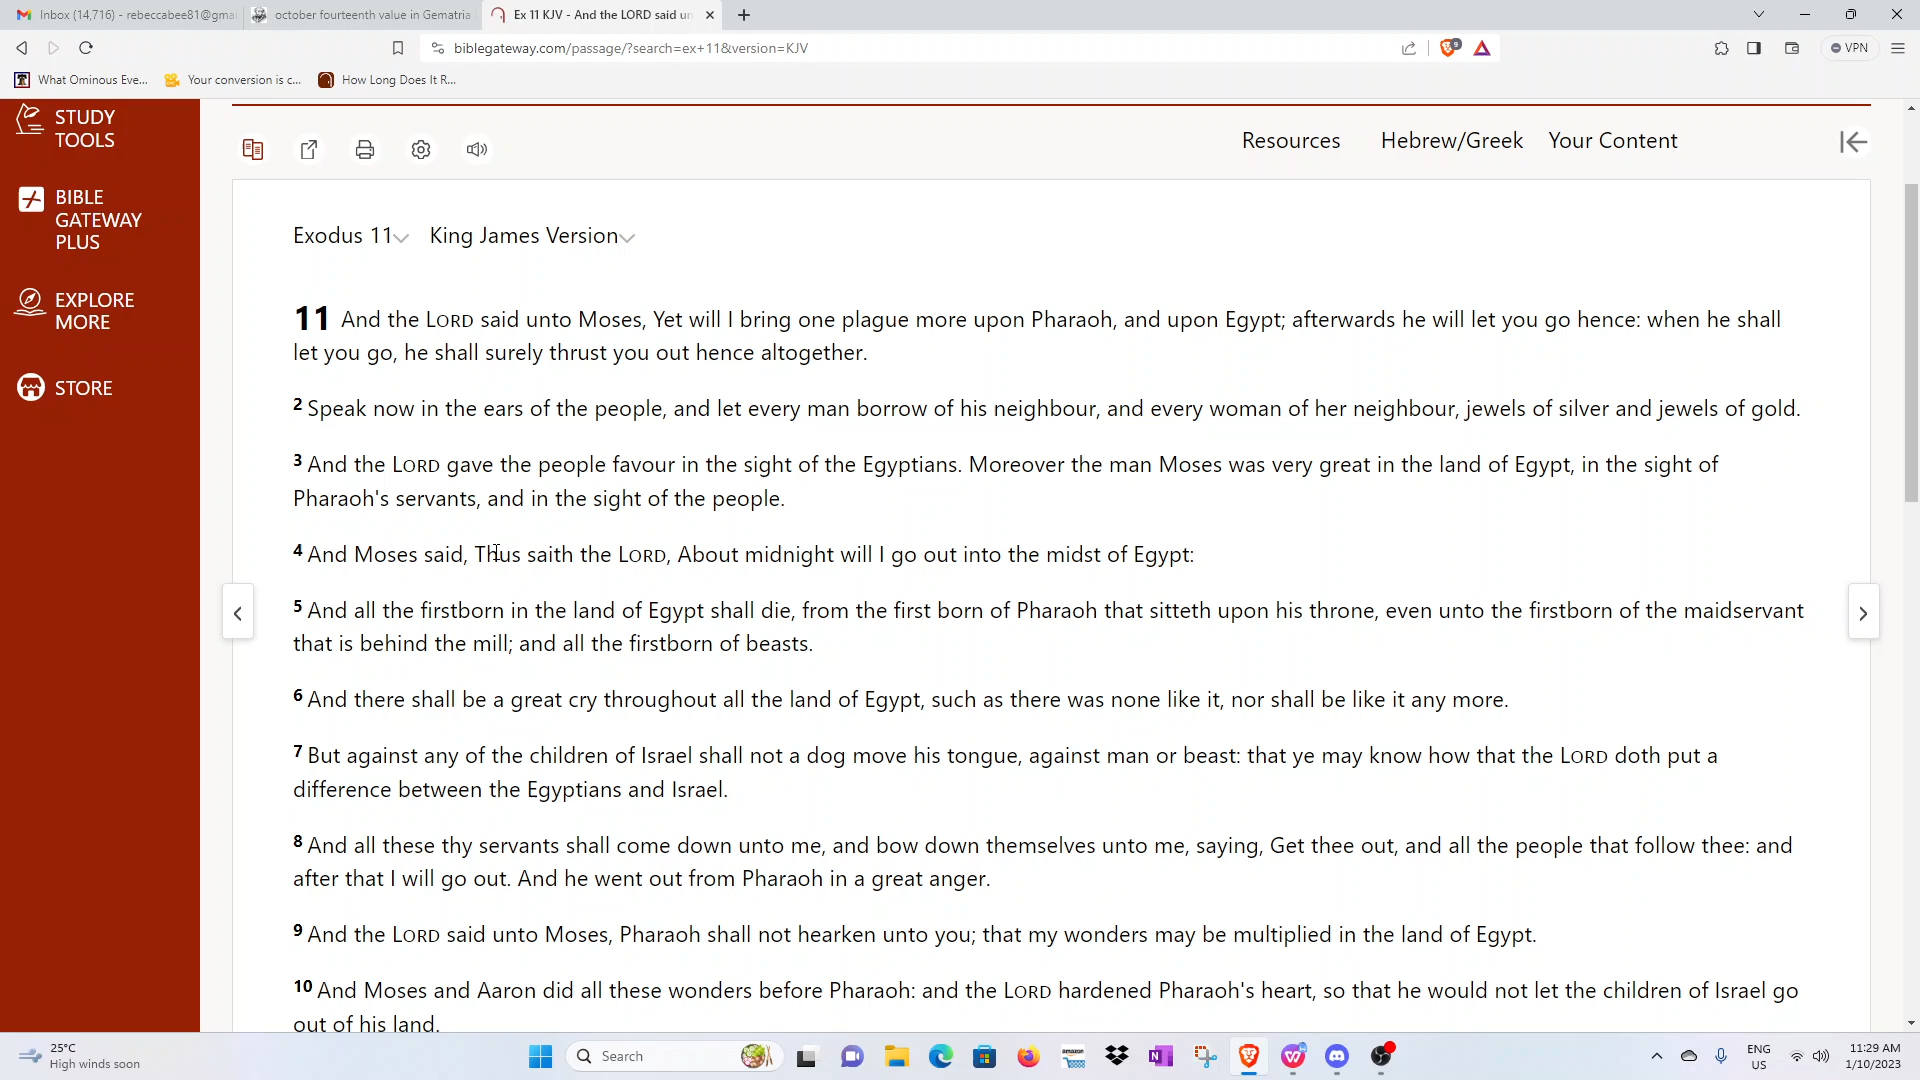 Inbox (14,716) - rebeccabee81@gmai
october fourteenth value in Gematria
Ex 11 KJV - And the LORD said un
biblegateway.com/passage/?search=ex+11&version=KJV
9
VPN
What Ominous Eve...
Your conversion is c...
How Long Does It R...
STUDY
TOOLS
BIBLE
GATEWAY
PLUS
EXPLORE
MORE
STORE
Resources
Hebrew/Greek
Your Content
Exodus 11
King James Version
11 And the LORD said unto Moses, Yet will I bring one plague more upon Pharaoh, and upon Egypt; afterwards he will let you go hence: when he shall
let you go, he shall surely thrust you out hence altogether.
2 Speak now in the ears of the people, and let every man borrow of his neighbour, and every woman of her neighbour, jewels of silver and jewels of gold.
3 And the LORD gave the people favour in the sight of the Egyptians. Moreover the man Moses was very great in the land of Egypt, in the sight of
Pharaoh's servants, and in the sight of the people.
4 And Moses said, Thus saith the LORD, About midnight will I go out into the midst of Egypt:
5 And all the firstborn in the land of Egypt shall die, from the first born of Pharaoh that sitteth upon his throne, even unto the firstborn of the maidservant
that is behind the mill; and all the firstborn of beasts.
6 And there shall be a great cry throughout all the land of Egypt, such as there was none like it, nor shall be like it any more.
7 But against any of the children of Israel shall not a dog move his tongue, against man or beast: that ye may know how that the LORD doth put a
difference between the Egyptians and Israel.
8 And all these thy servants shall come down unto me, and bow down themselves unto me, saying, Get thee out, and all the people that follow thee: and
after that I will go out. And he went out from Pharaoh in a great anger.
9 And the LORD said unto Moses, Pharaoh shall not hearken unto you; that my wonders may be multiplied in the land of Egypt.
10 And Moses and Aaron did all these wonders before Pharaoh: and the LORD hardened Pharaoh's heart, so that he would not let the children of Israel go
out of his land.
25°C
High winds soon
Search
amazon
ENG
US
11:29 AM
1/10/2023